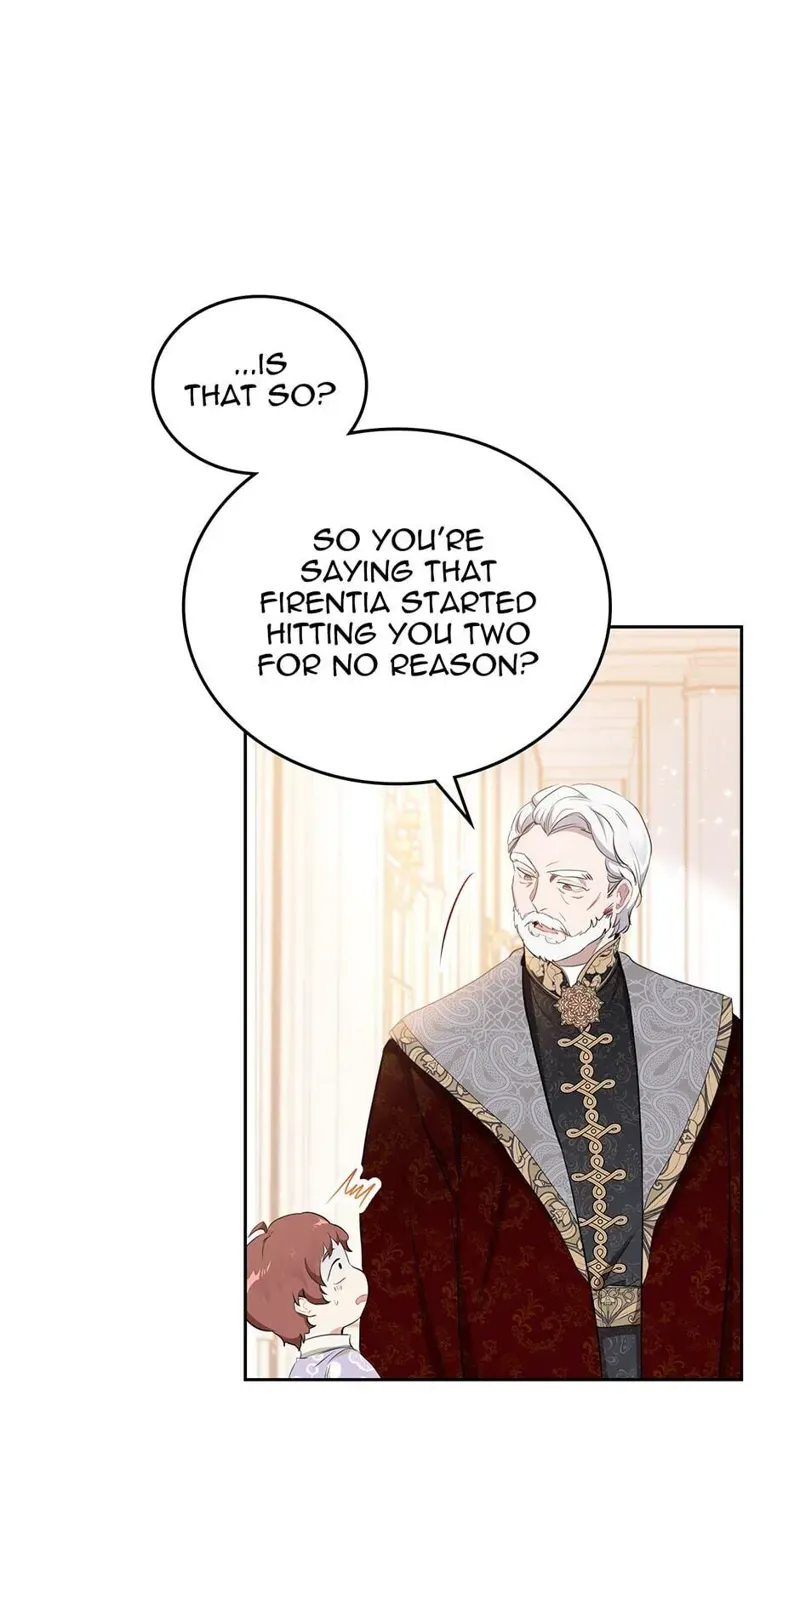 ...IS
THAT SO?
SO YOU'RE
SAYING THAT
FIRENTIA STARTED
HITTING YOU TWO
FOR NO REASON?